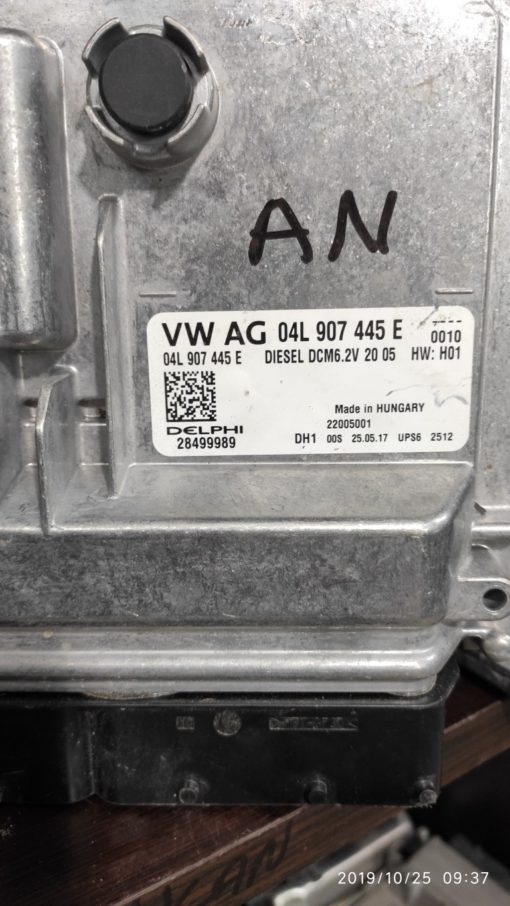 AN
VW AG 04L 907 445 E 0010
04L 907 445 E DIESEL DCM6.2V 20 05 HW: H01
Made in HUNGARY
22005001
DELPHI
28499989 DH1 00S 25.05.17 UPS6 2512
AN
2019/10/25 09:37